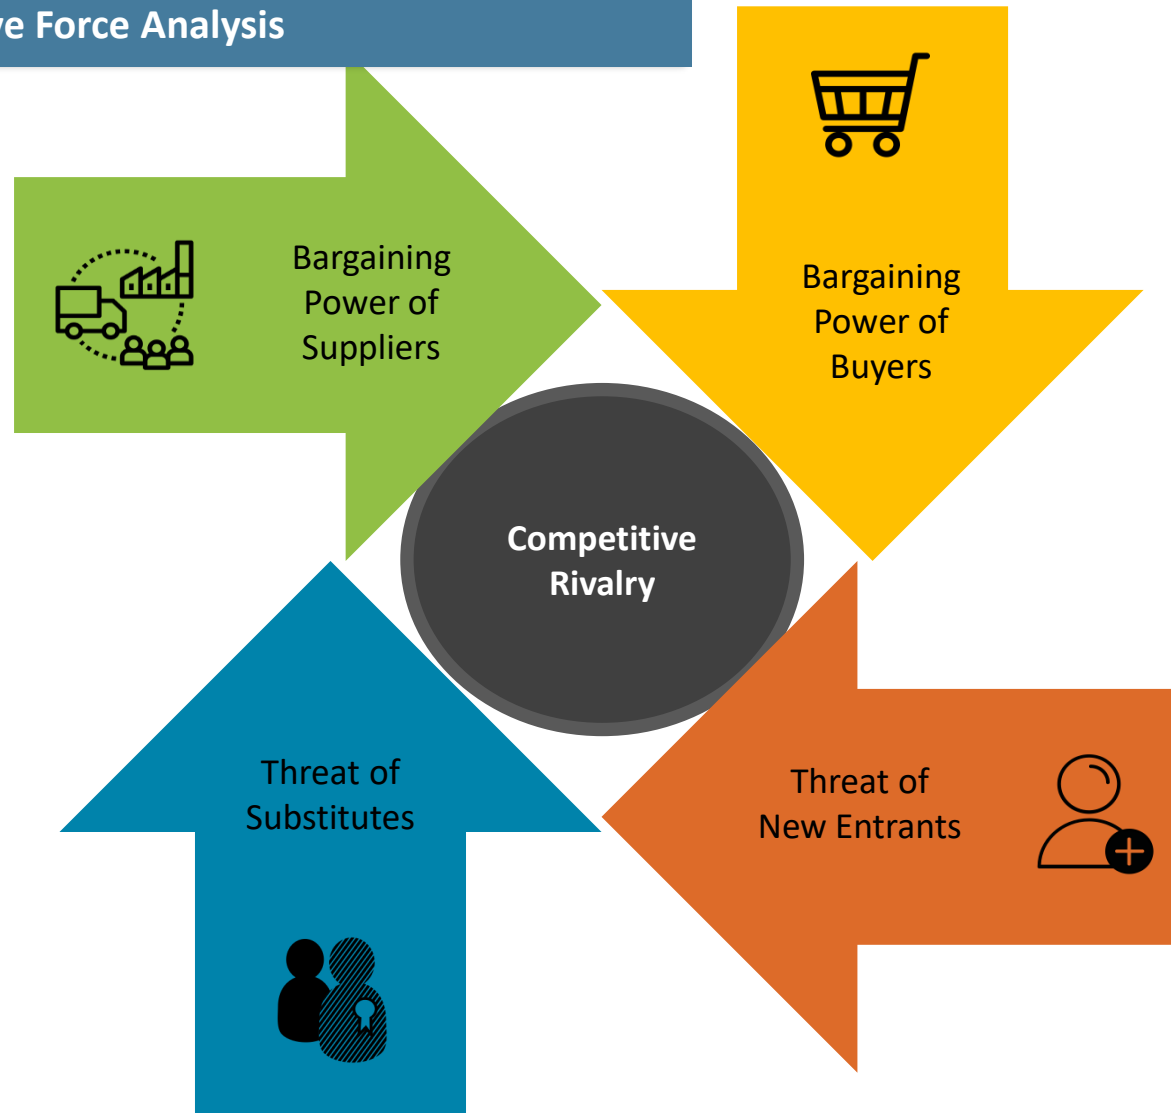 ve Force Analysis
Bargaining
Power of
Suppliers
Bargaining
Power of
Buyers
Competitive
Rivalry
Threat of
Substitutes
Threat of
New Entrants